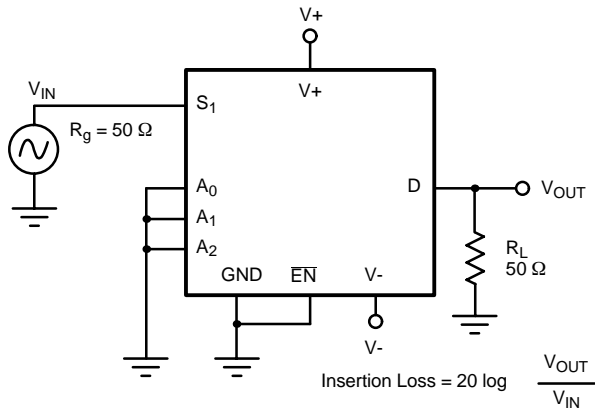 V+
V+
VIN
S1
Rg = 50 Ω
A0
D
VOUT
A1
A2
RL
50 Ω
GND
EN
V-
V-
Insertion Loss = 20 log VOUT
VIN